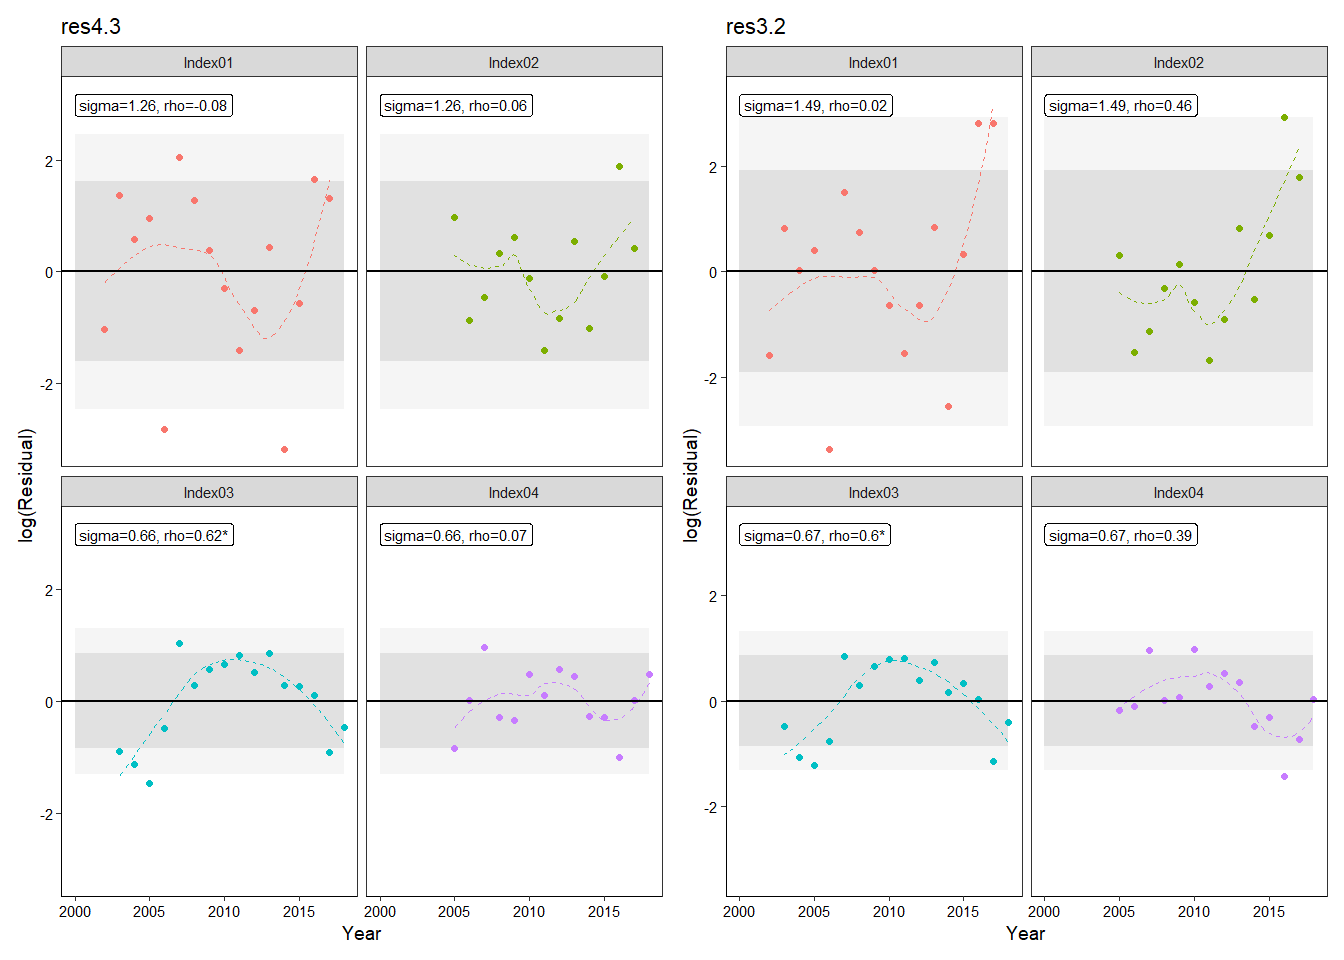 res4.3
Index01
Index02
sigma=1.26, rho=-0.08
sigma=1.26, rho=0.06
2
0
-2
Index03
Index04
sigma=0.66, rho=0.62*
sigma=0.66, rho=0.07
2
0
-2
2000
2005
2010
2015
2000
2005
2010
2015
Year
log(Residual)
res3.2
Index01
Index02
sigma=1.49, rho=0.02
sigma=1.49, rho=0.46
2
0
-2
Index03
Index04
sigma=0.67, rho=0.6*
sigma=0.67, rho=0.39
2
0
-2
2000
2005
2010
2015
2000
2005
2010
2015
Year
log(Residual)